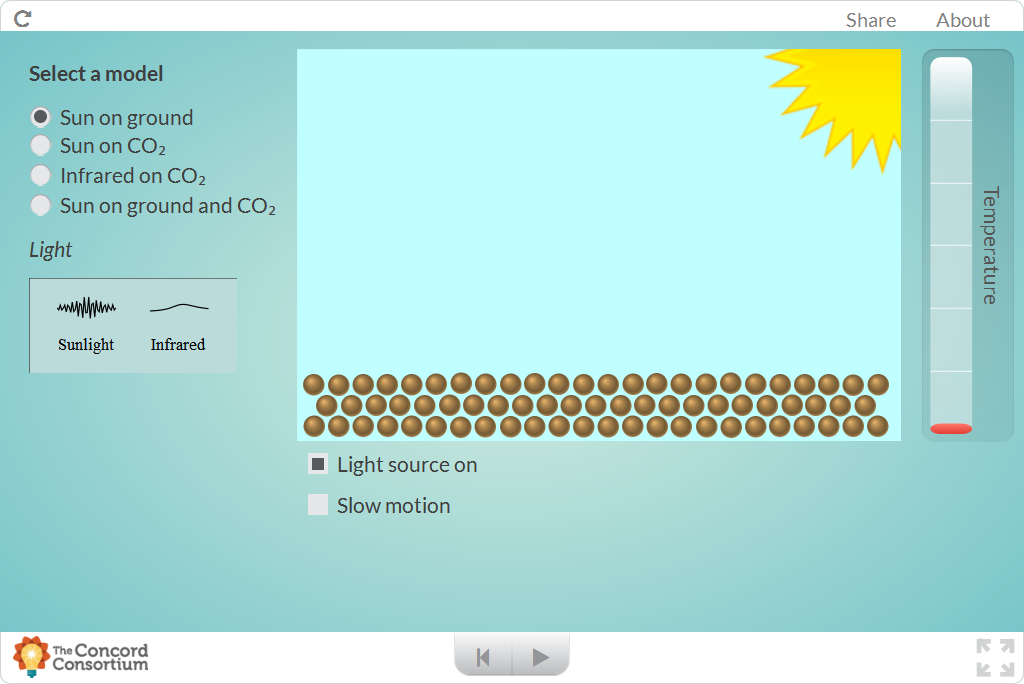 Share About
Select a model
Sun on ground
Sun on CO₂
Infrared on CO₂
Sun on ground and CO₂
Light
Sunlight Infrared
Temperature
Light source on
Slow motion
The Concord
Consortium